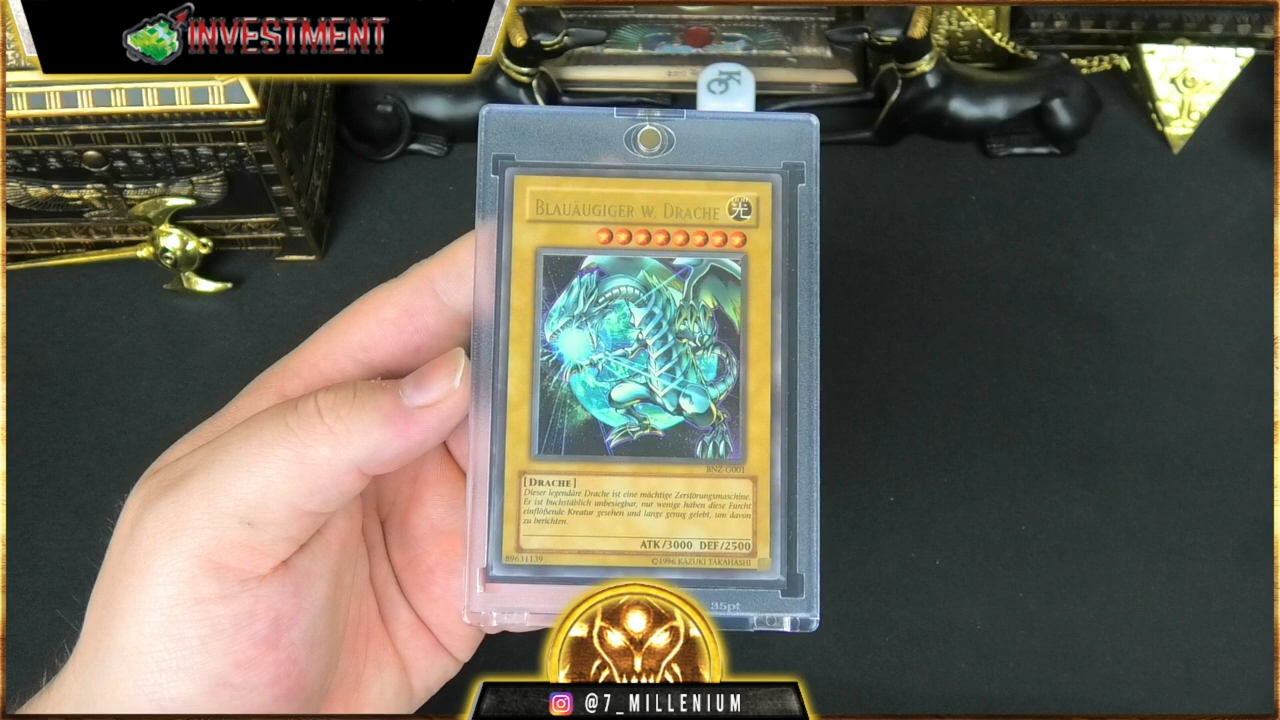 INVESTMENT
KC
BLAUÄUGIGER W. DRACHE
光
BNZ-G001
[DRACHE]
Dieser legendäre Drache ist eine mächtige Zerstörungsmaschine.
Er ist buchstäblich unbesiegbar, nur wenige haben diese Furcht
einflößende Kreatur gesehen und lange genug gelebt, um davon
zu berichten.
ATK/3000 DEF/2500
89631139
©1996 KAZUKI TAKAHASHI
35pt
@7_MILLENIUM